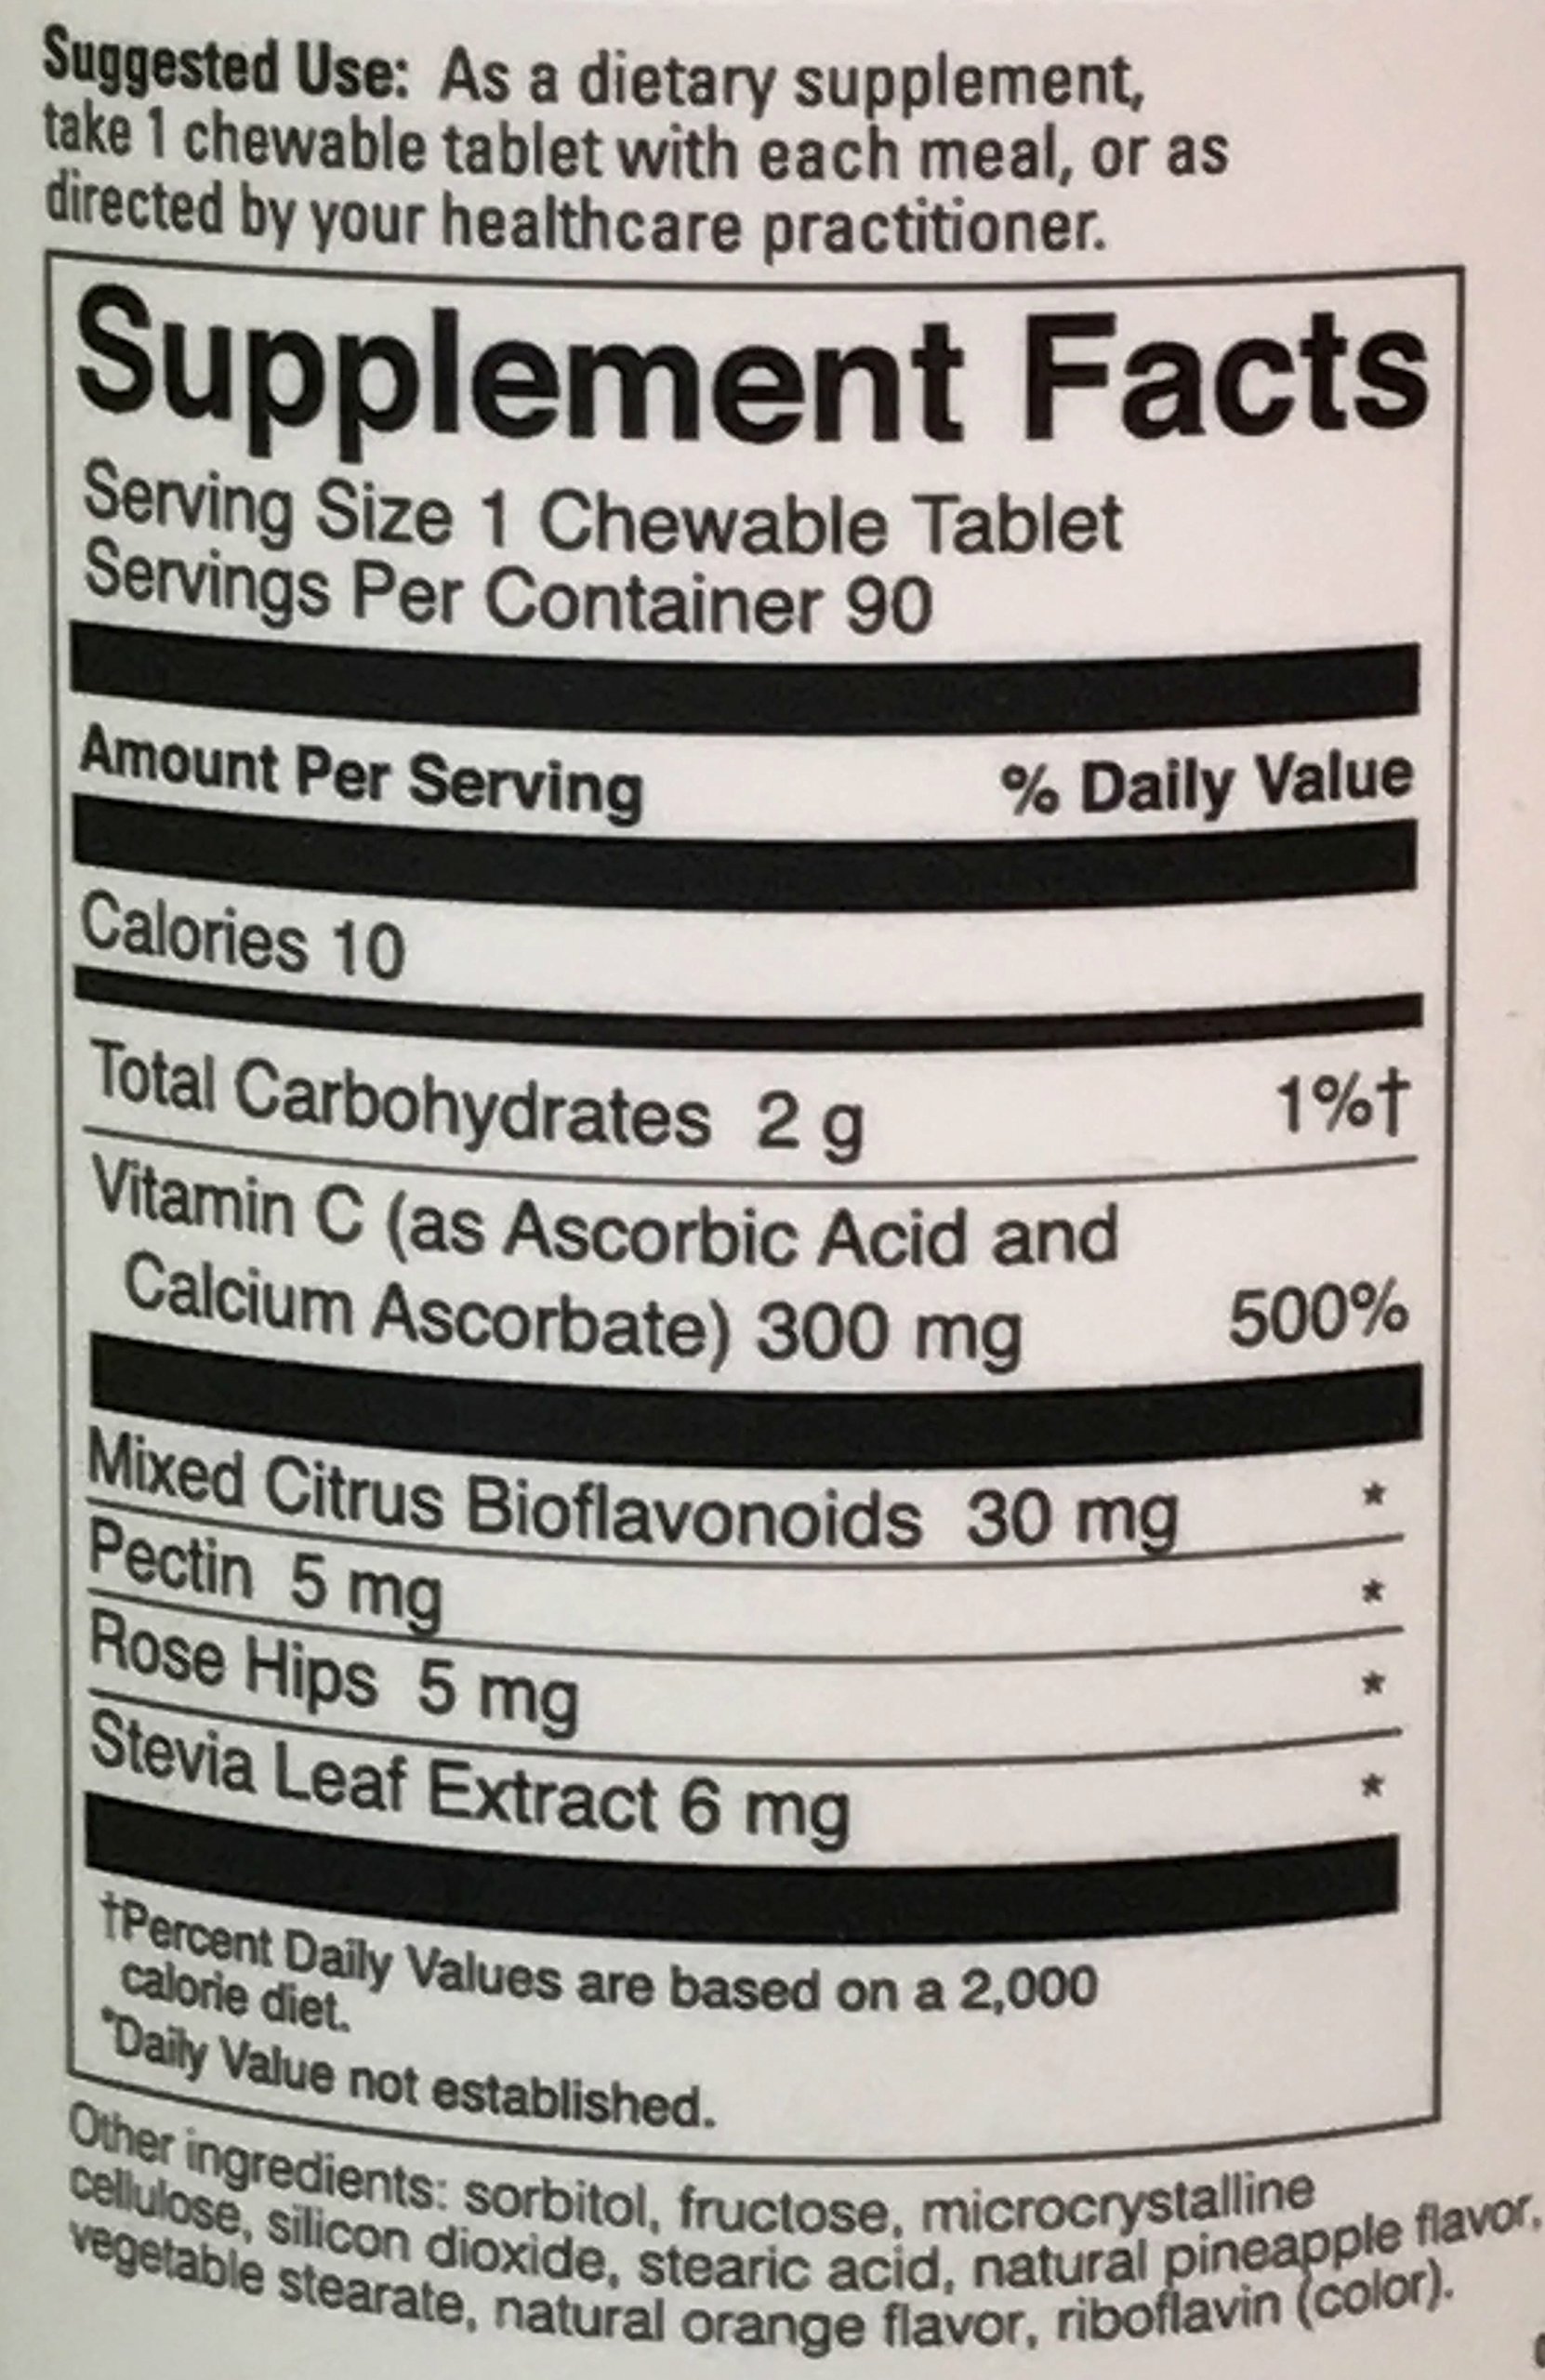 Suggested Use: As a dietary supplement,
take 1 chewable tablet with each meal, or as
directed by your healthcare practitioner.
Supplement Facts
Serving Size 1 Chewable Tablet
Servings Per Container 90
Amount Per Serving % Daily Value
Calories 10
Total Carbohydrates 2 g 1%†
Vitamin C (as Ascorbic Acid and
Calcium Ascorbate) 300 mg 500%
Mixed Citrus Bioflavonoids 30 mg *
Pectin 5 mg *
Rose Hips 5 mg *
Stevia Leaf Extract 6 mg *
†Percent Daily Values are based on a 2,000
calorie diet.
*Daily Value not established.
Other ingredients: sorbitol, fructose, microcrystalline
cellulose, silicon dioxide, stearic acid, natural pineapple flavor,
vegetable stearate, natural orange flavor, riboflavin (color).